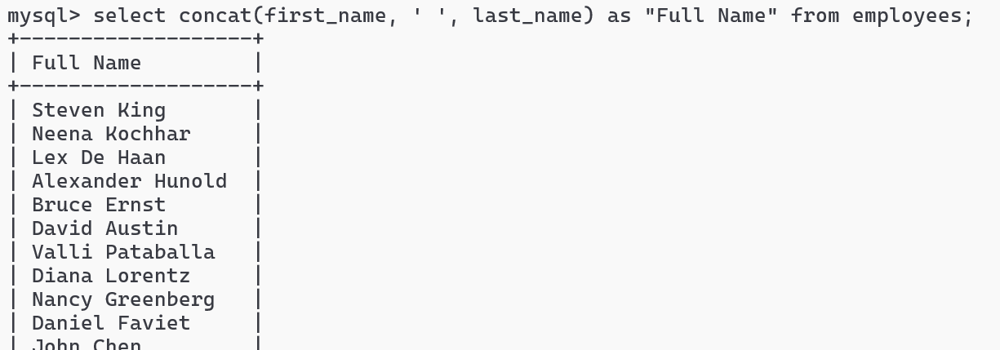 mysql> select concat(first_name, ' ', last_name) as "Full Name" from employees;
+-------------------+
| Full Name         |
+-------------------+
| Steven King       |
| Neena Kochhar     |
| Lex De Haan       |
| Alexander Hunold  |
| Bruce Ernst       |
| David Austin      |
| Valli Pataballa   |
| Diana Lorentz     |
| Nancy Greenberg   |
| Daniel Faviet     |
| John Chen         |